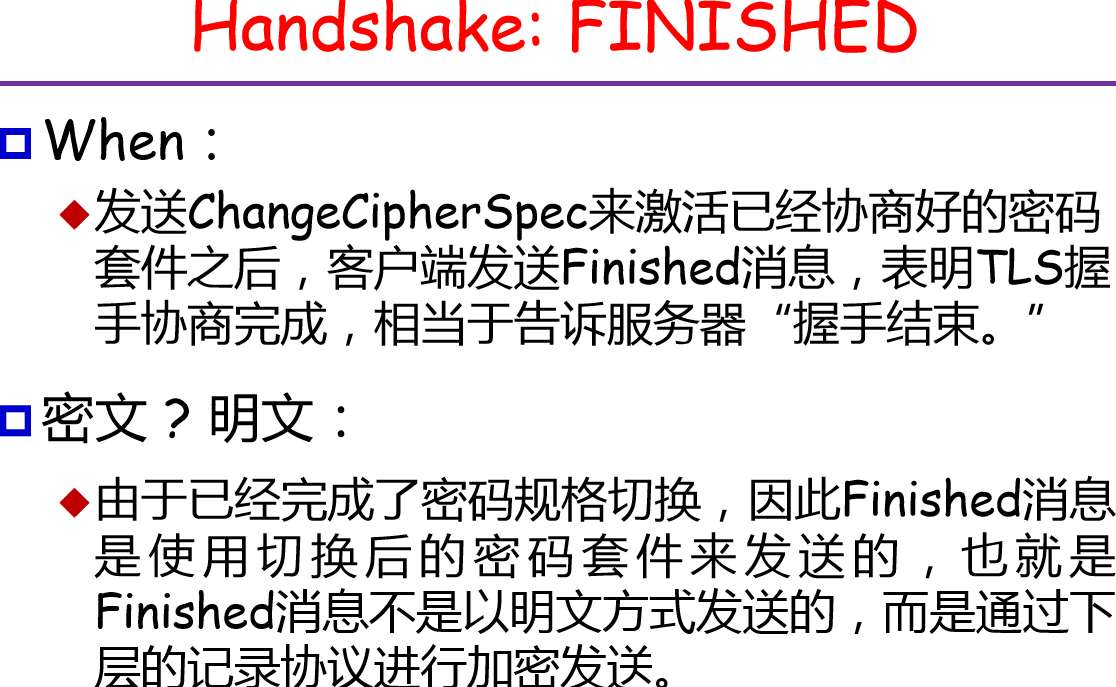 Handshake: FINISHED
When：
发送ChangeCipherSpec来激活已经协商好的密码
套件之后，客户端发送Finished消息，表明TLS握
手协商完成，相当于告诉服务器“握手结束。”
密文？明文：
由于已经完成了密码规格切换，因此Finished消息
是使用切换后的密码套件来发送的，也就是
Finished消息不是以明文方式发送的，而是通过下
层的记录协议进行加密发送。